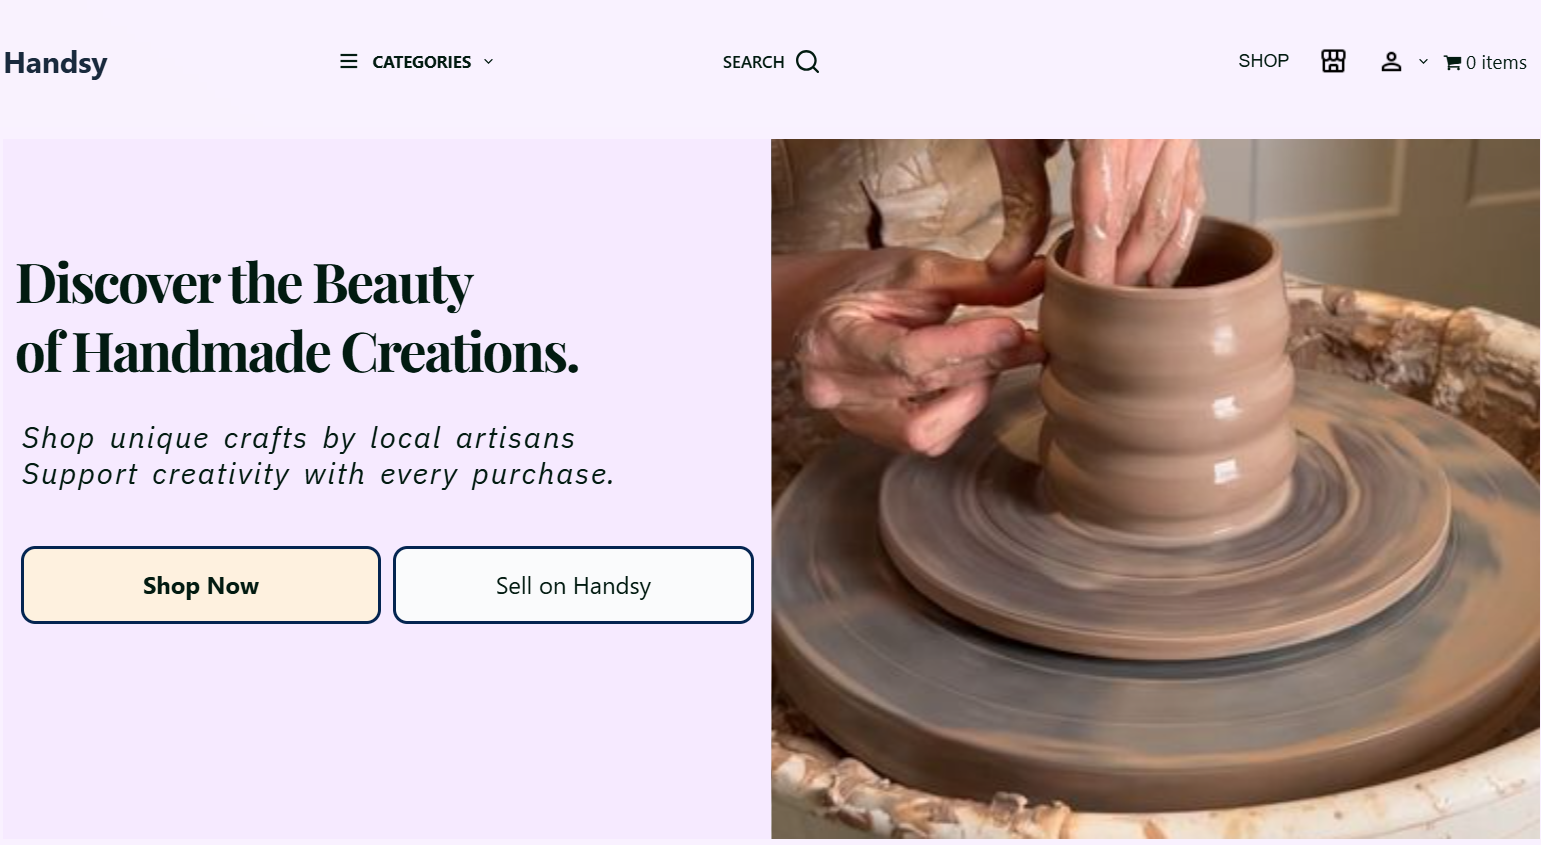 Handsy
CATEGORIES
SEARCH
SHOP
0 items
Discover the Beauty
of Handmade Creations.
Shop unique crafts by local artisans
Support creativity with every purchase.
Shop Now
Sell on Handsy